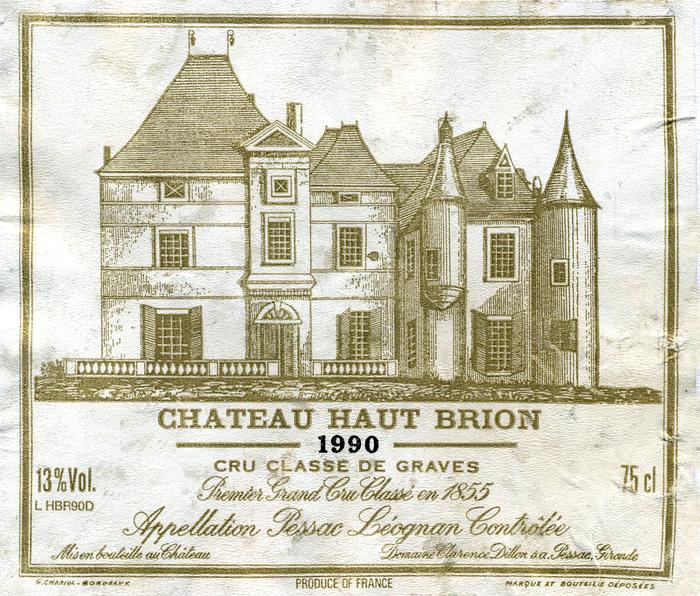 CHATEAU HAUT BRION
1990
CRU CLASSE DE GRAVES
13%Vol.
75 cl
Premier Grand Cru Classé en 1855
L HBR90D
Appellation Pessac Léognan Contrôlée
Mis en bouteille au Château
Domaine Clarence Dillon s.a. Pessac, Gironde
G. CHARIOL - BORDEAUX
PRODUCE OF FRANCE
MARQUE ET BOUTEILLE DÉPOSÉES